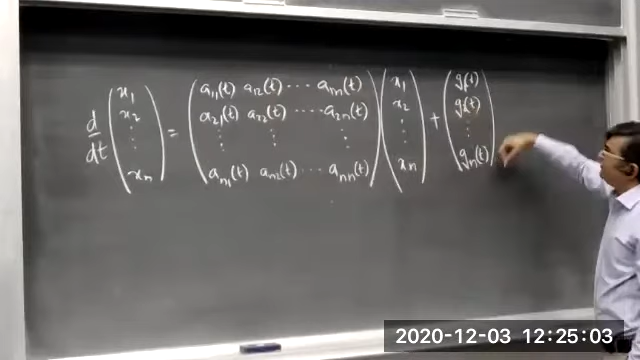 d/dt (x₁ x₂ ⋮ xₙ) = (a₁₁(t) a₁₂(t) ⋯ a₁ₙ(t)
a₂₁(t) a₂₂(t) ⋯ a₂ₙ(t)
⋮ ⋮ ⋮
aₙ₁(t) aₙ₂(t) ⋯ aₙₙ(t)) (x₁ x₂ ⋮ xₙ) + (g₁(t) g₂(t) ⋮ gₙ(t))
2020-12-03 12:25:03